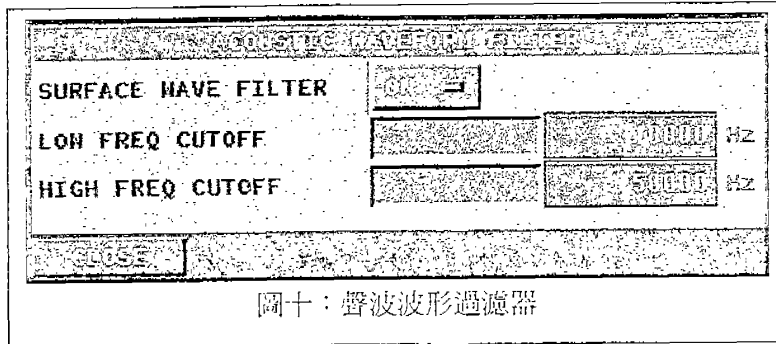 ACOUSTIC WAVEFORM FILTER
SURFACE WAVE FILTER ON
LOW FREQ CUTOFF Hz
HIGH FREQ CUTOFF 50000 Hz
CLOSE
圖十：聲波波形過濾器